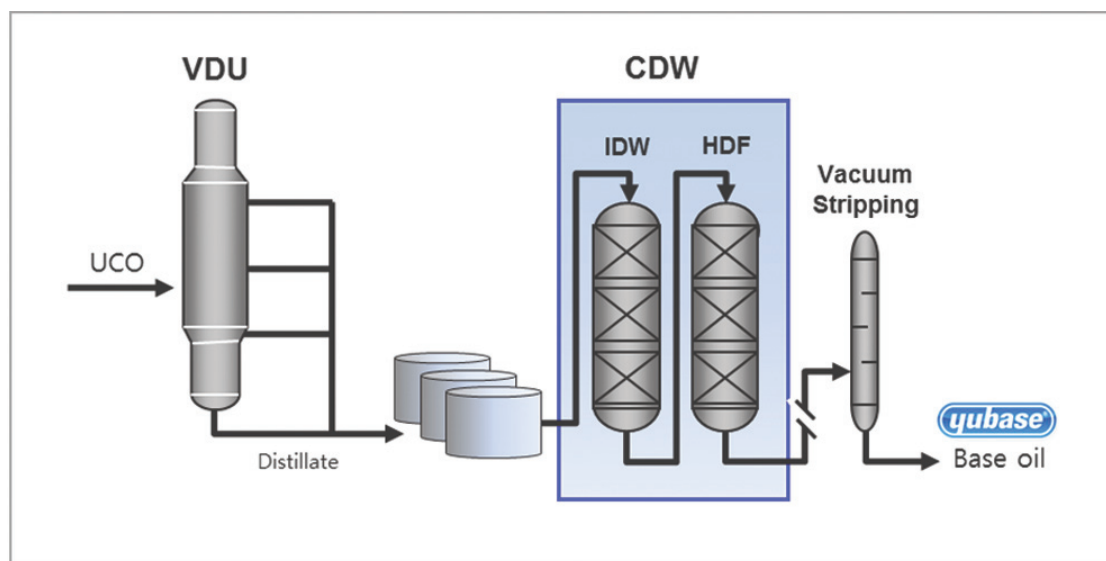 VDU
CDW
IDW
HDF
Vacuum
Stripping
UCO
Distillate
yubase®
Base oil